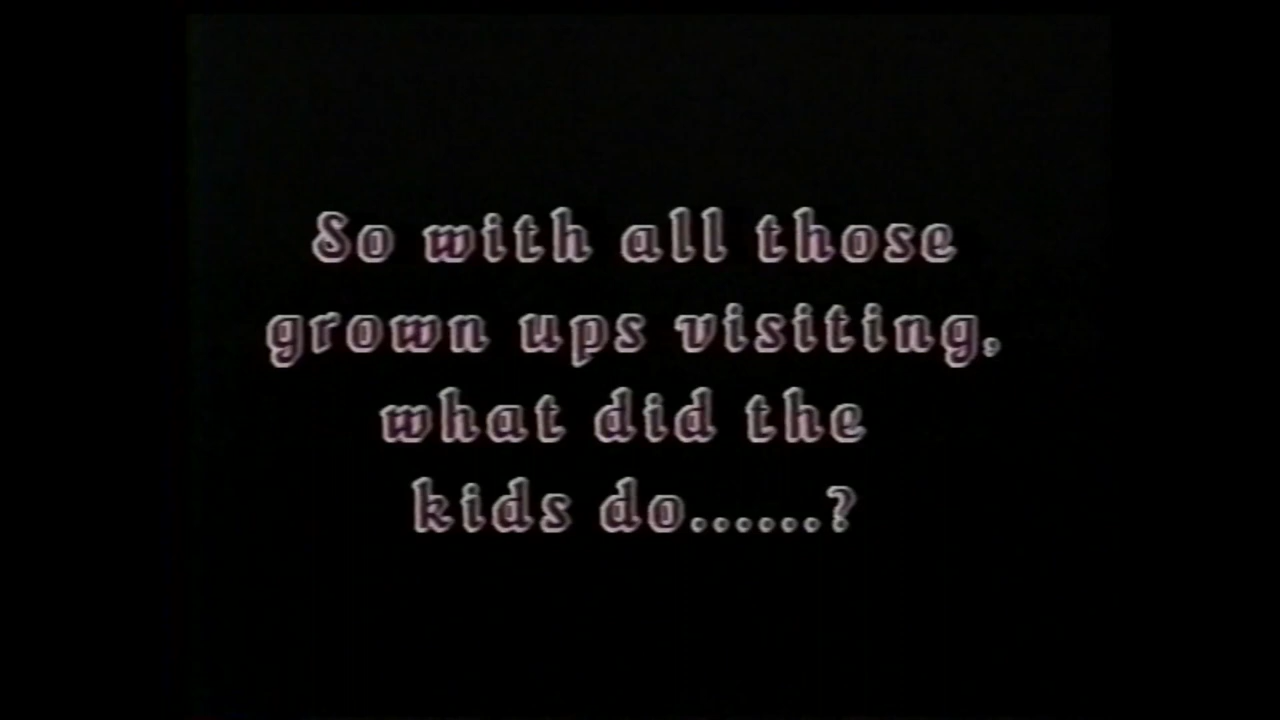 So with all those
grown ups visiting,
what did the
kids do......?